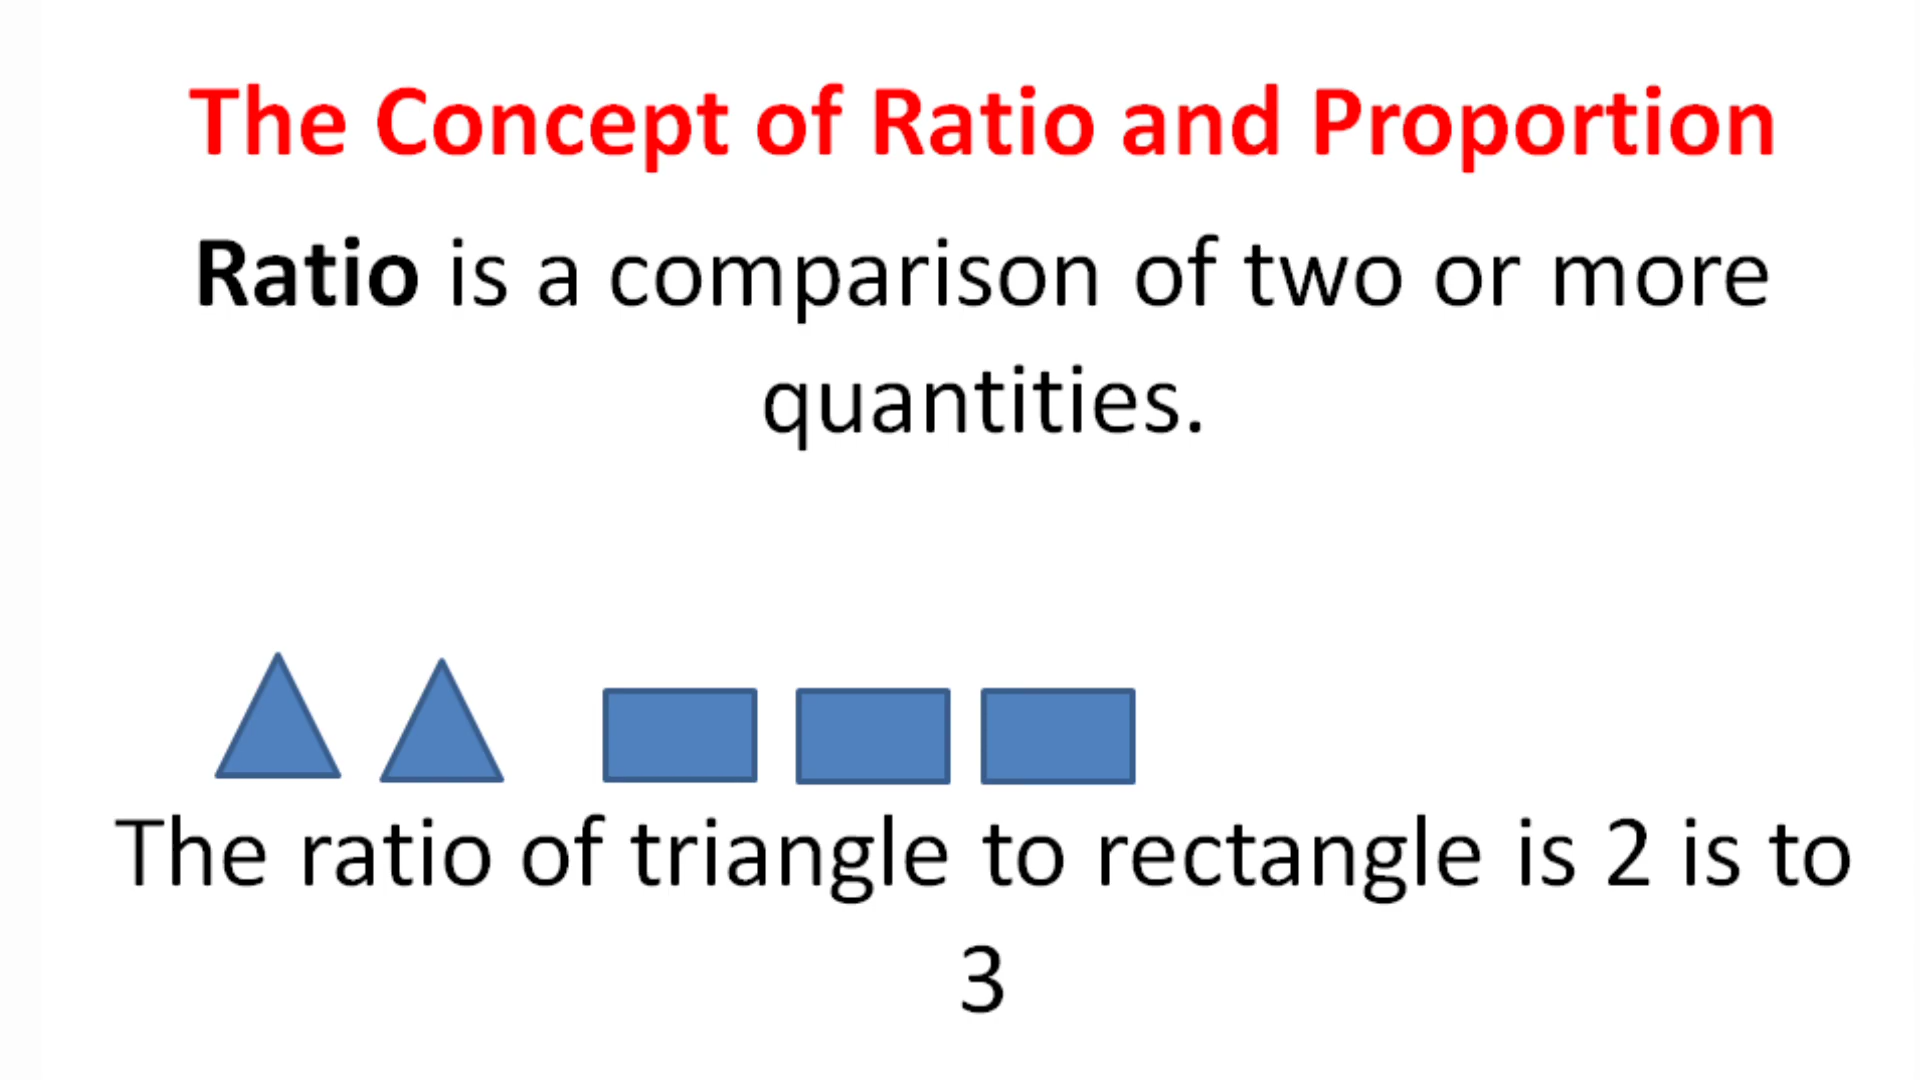 The Concept of Ratio and Proportion
Ratio is a comparison of two or more
quantities.
The ratio of triangle to rectangle is 2 is to
3